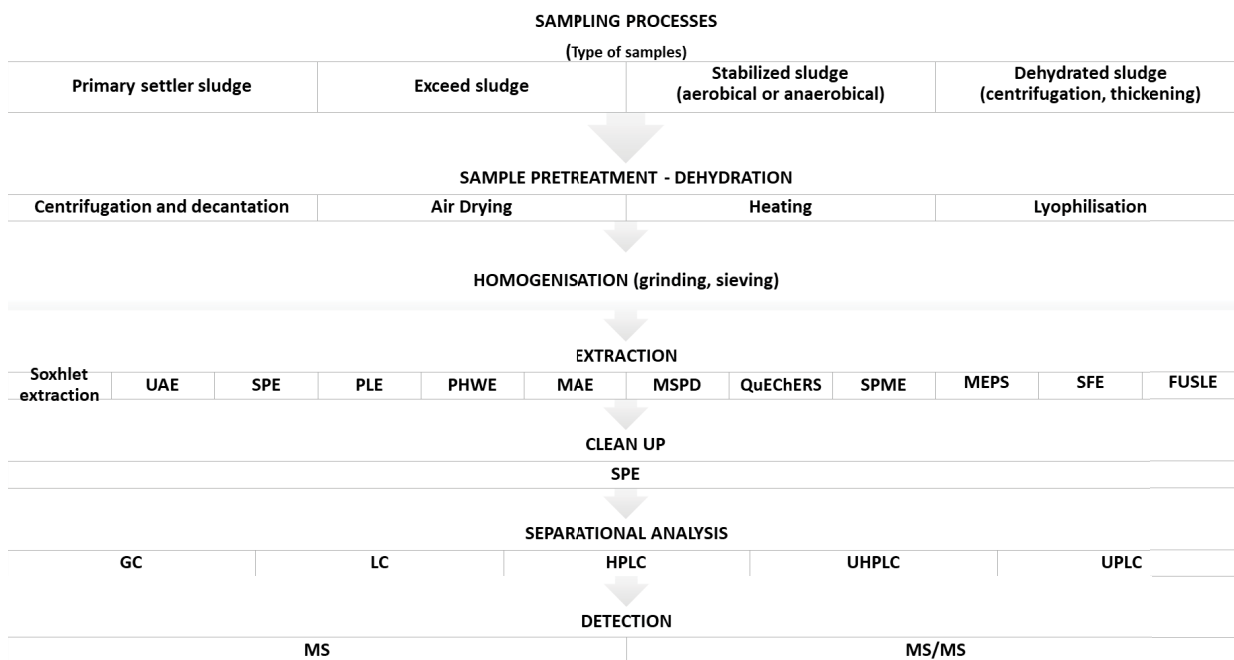 SAMPLING PROCESSES
(Type of samples)
Primary settler sludge
Exceed sludge
Stabilized sludge
(aerobical or anaerobical)
Dehydrated sludge
(centrifugation, thickening)
SAMPLE PRETREATMENT - DEHYDRATION
Centrifugation and decantation
Air Drying
Heating
Lyophilisation
HOMOGENISATION (grinding, sieving)
EXTRACTION
Soxhlet
extraction
UAE
SPE
PLE
PHWE
MAE
MSPD
QuEChERS
SPME
MEPS
SFE
FUSLE
CLEAN UP
SPE
SEPARATIONAL ANALYSIS
GC
LC
HPLC
UHPLC
UPLC
DETECTION
MS
MS/MS